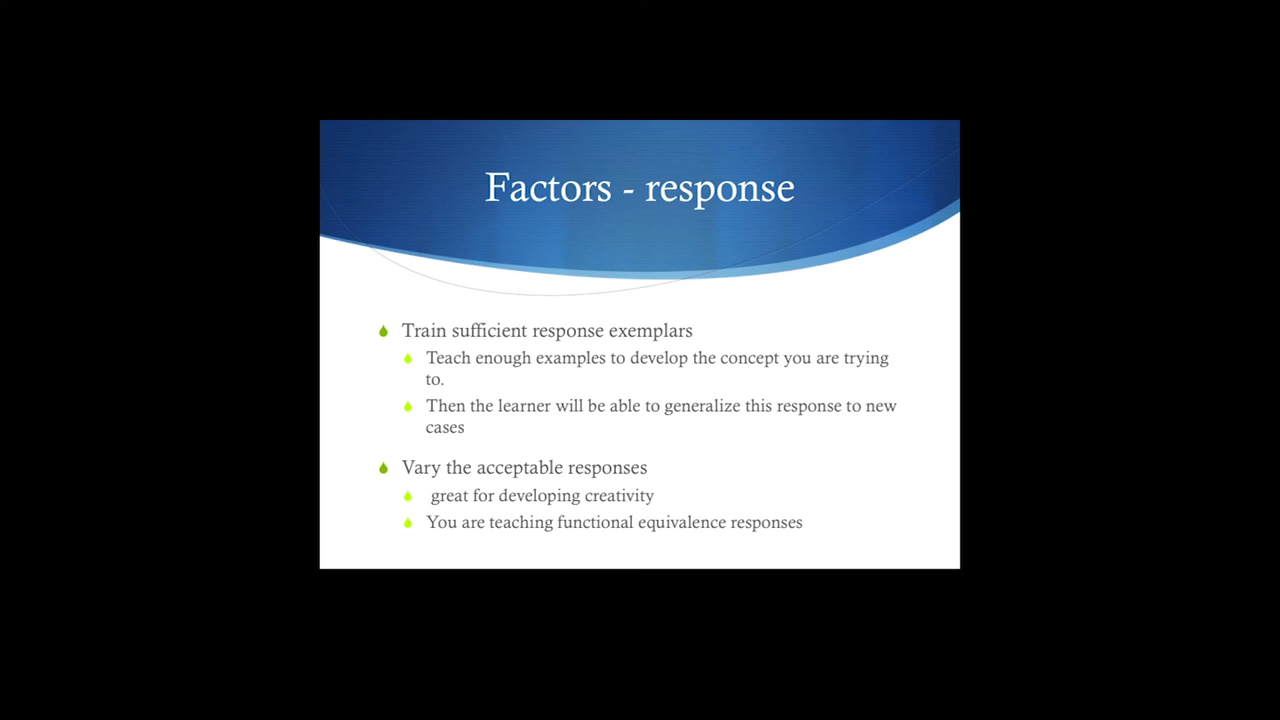 Factors - response
Train sufficient response exemplars
Teach enough examples to develop the concept you are trying
to.
Then the learner will be able to generalize this response to new
cases
Vary the acceptable responses
great for developing creativity
You are teaching functional equivalence responses